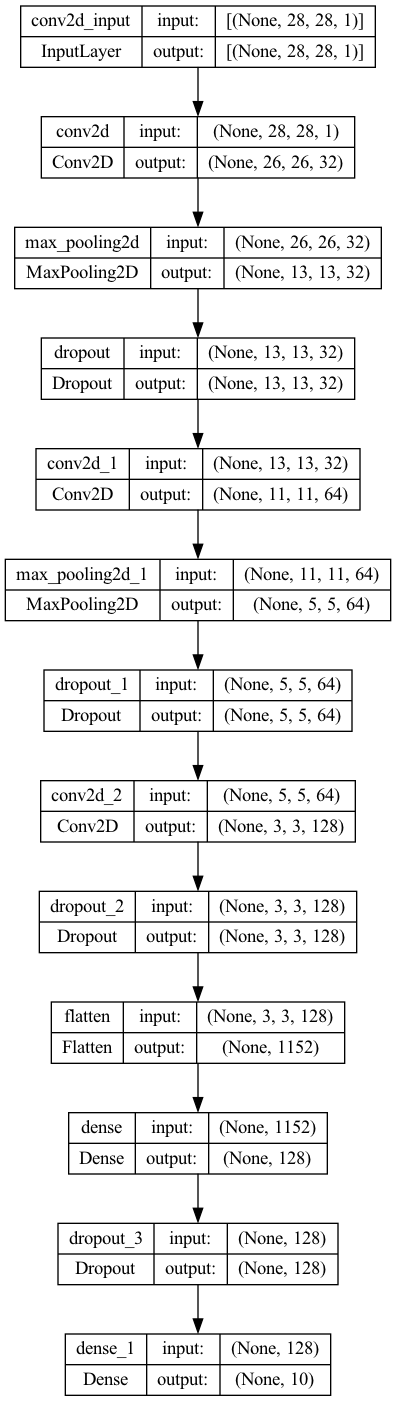 conv2d_input input: [(None, 28, 28, 1)]
InputLayer output: [(None, 28, 28, 1)]
conv2d input: (None, 28, 28, 1)
Conv2D output: (None, 26, 26, 32)
max_pooling2d input: (None, 26, 26, 32)
MaxPooling2D output: (None, 13, 13, 32)
dropout input: (None, 13, 13, 32)
Dropout output: (None, 13, 13, 32)
conv2d_1 input: (None, 13, 13, 32)
Conv2D output: (None, 11, 11, 64)
max_pooling2d_1 input: (None, 11, 11, 64)
MaxPooling2D output: (None, 5, 5, 64)
dropout_1 input: (None, 5, 5, 64)
Dropout output: (None, 5, 5, 64)
conv2d_2 input: (None, 5, 5, 64)
Conv2D output: (None, 3, 3, 128)
dropout_2 input: (None, 3, 3, 128)
Dropout output: (None, 3, 3, 128)
flatten input: (None, 3, 3, 128)
Flatten output: (None, 1152)
dense input: (None, 1152)
Dense output: (None, 128)
dropout_3 input: (None, 128)
Dropout output: (None, 128)
dense_1 input: (None, 128)
Dense output: (None, 10)